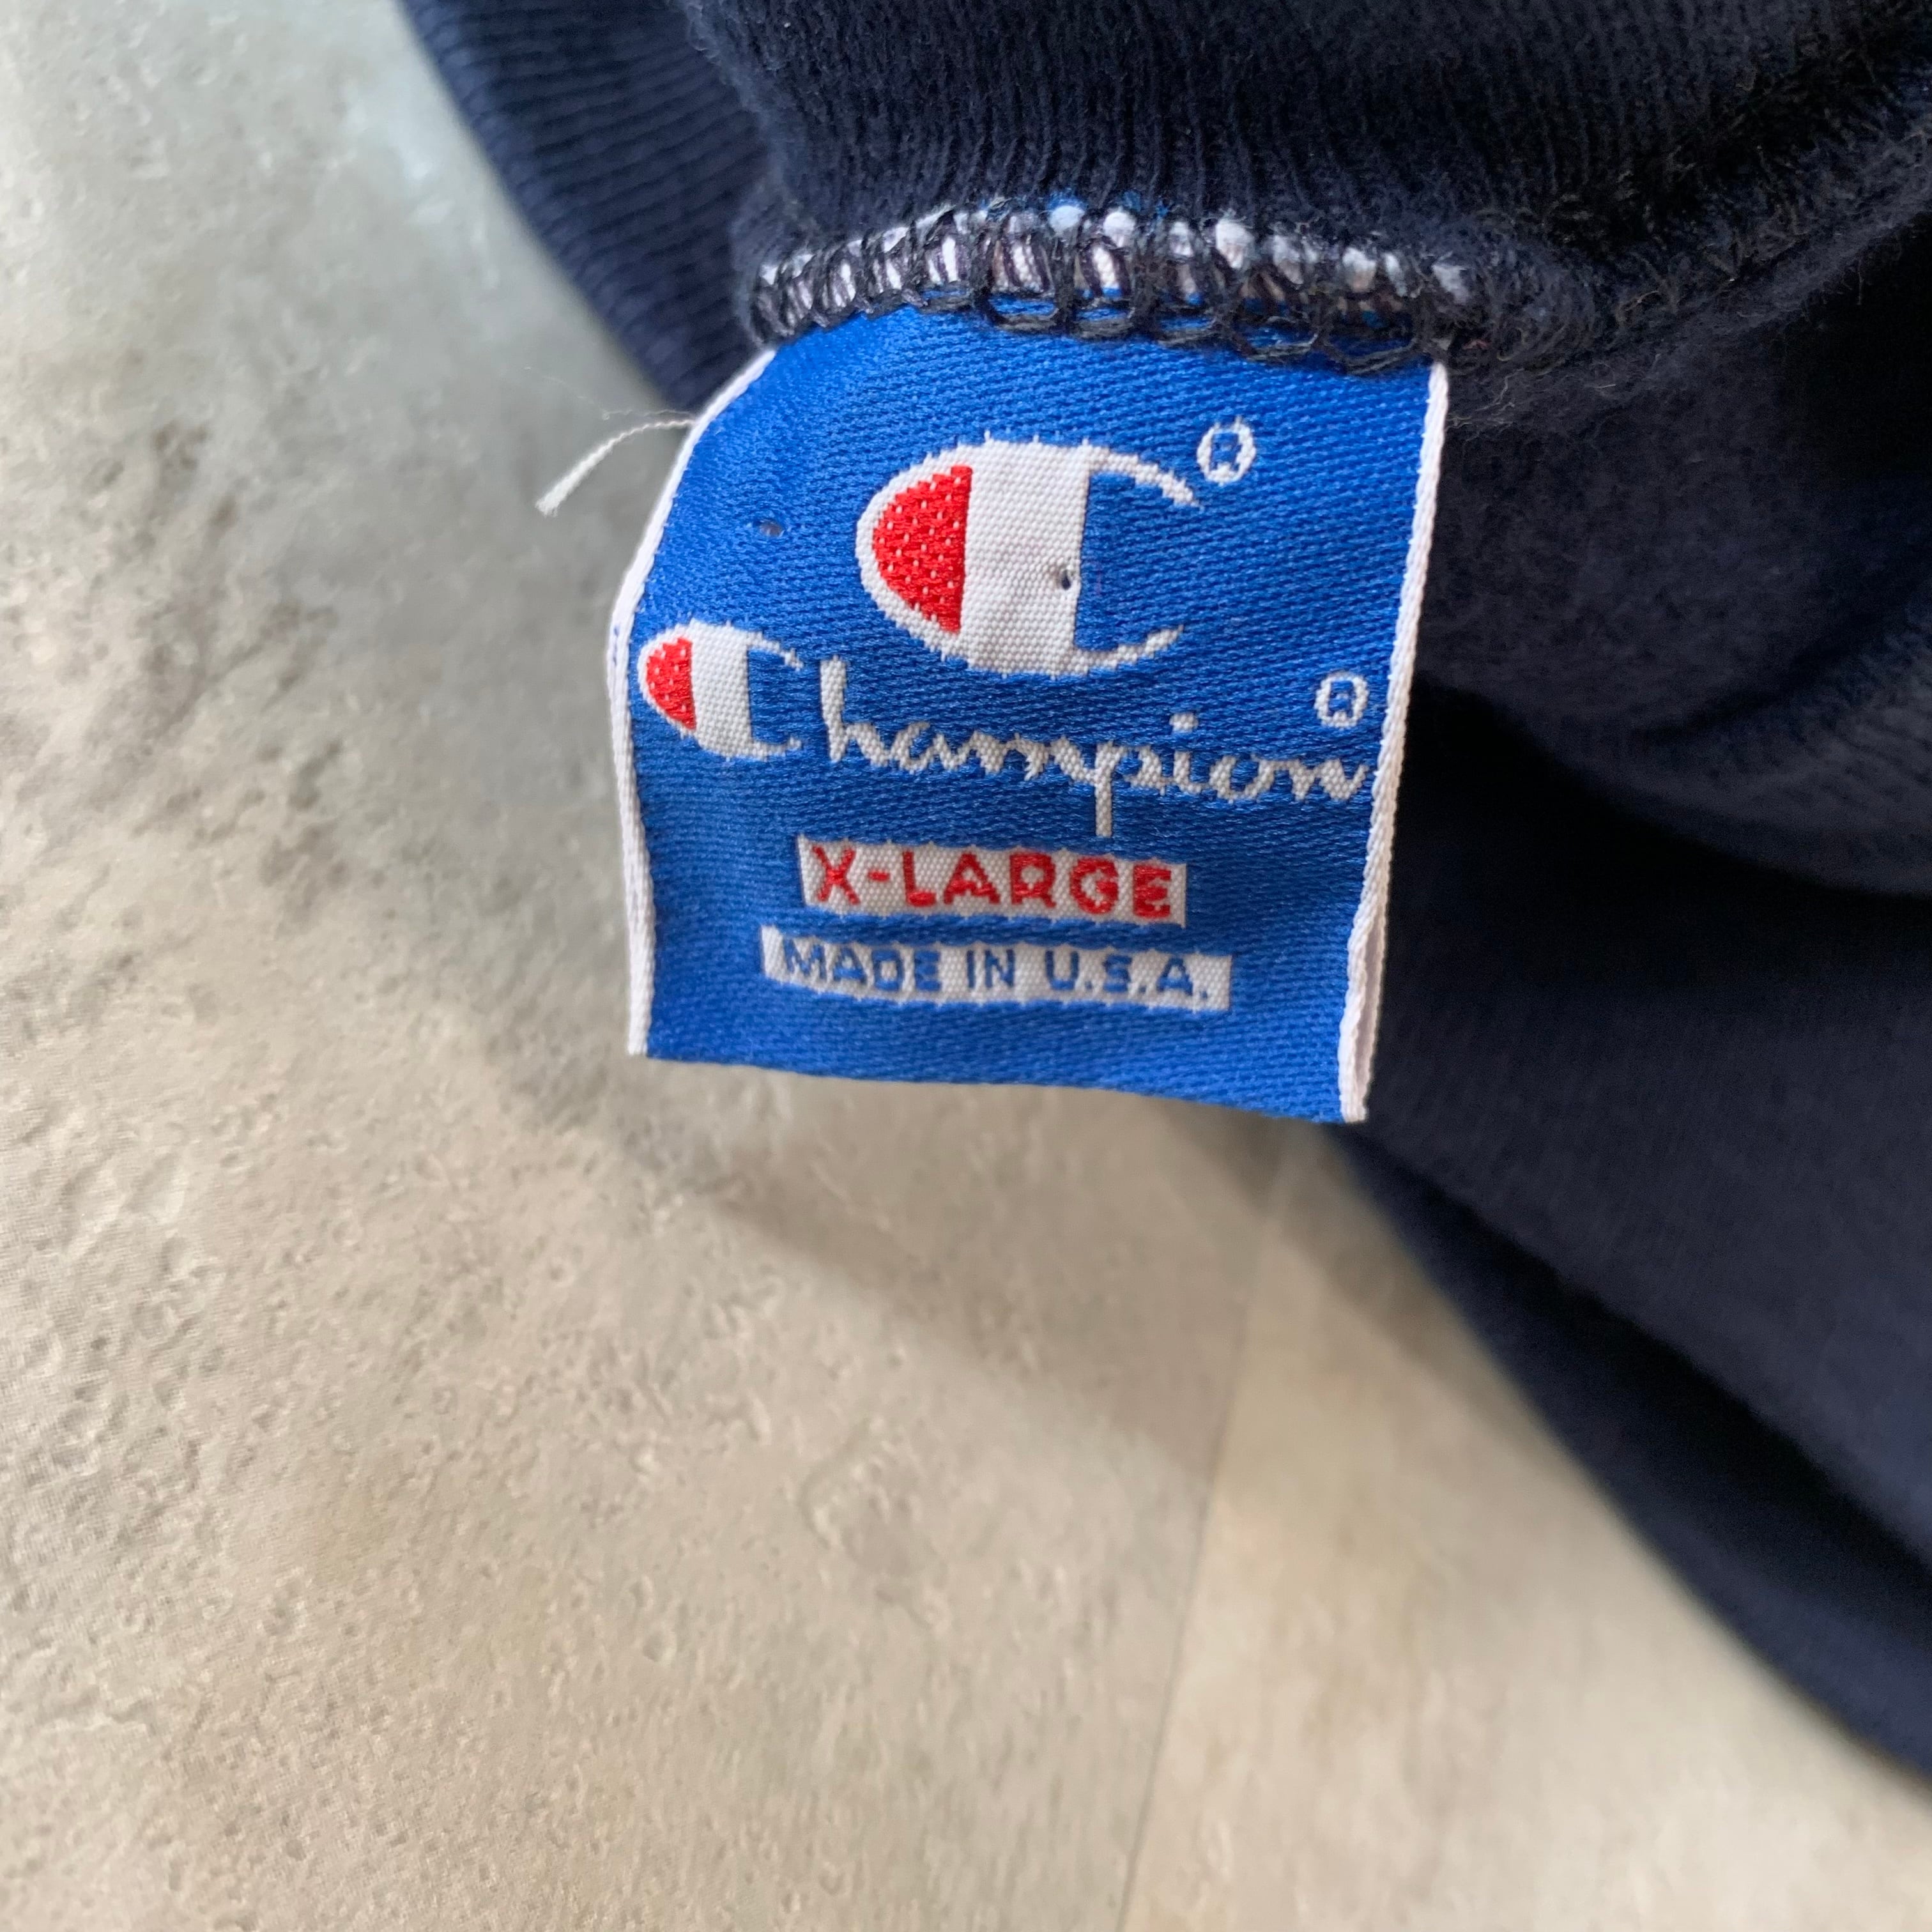 C®
Champion®
X-LARGE
MADE IN U.S.A.